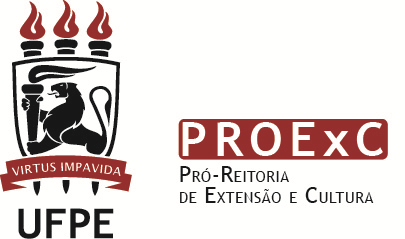 VIRTUS IMPAVIDA
UFPE
PROExC
PRÓ-REITORIA
DE EXTENSÃO E CULTURA